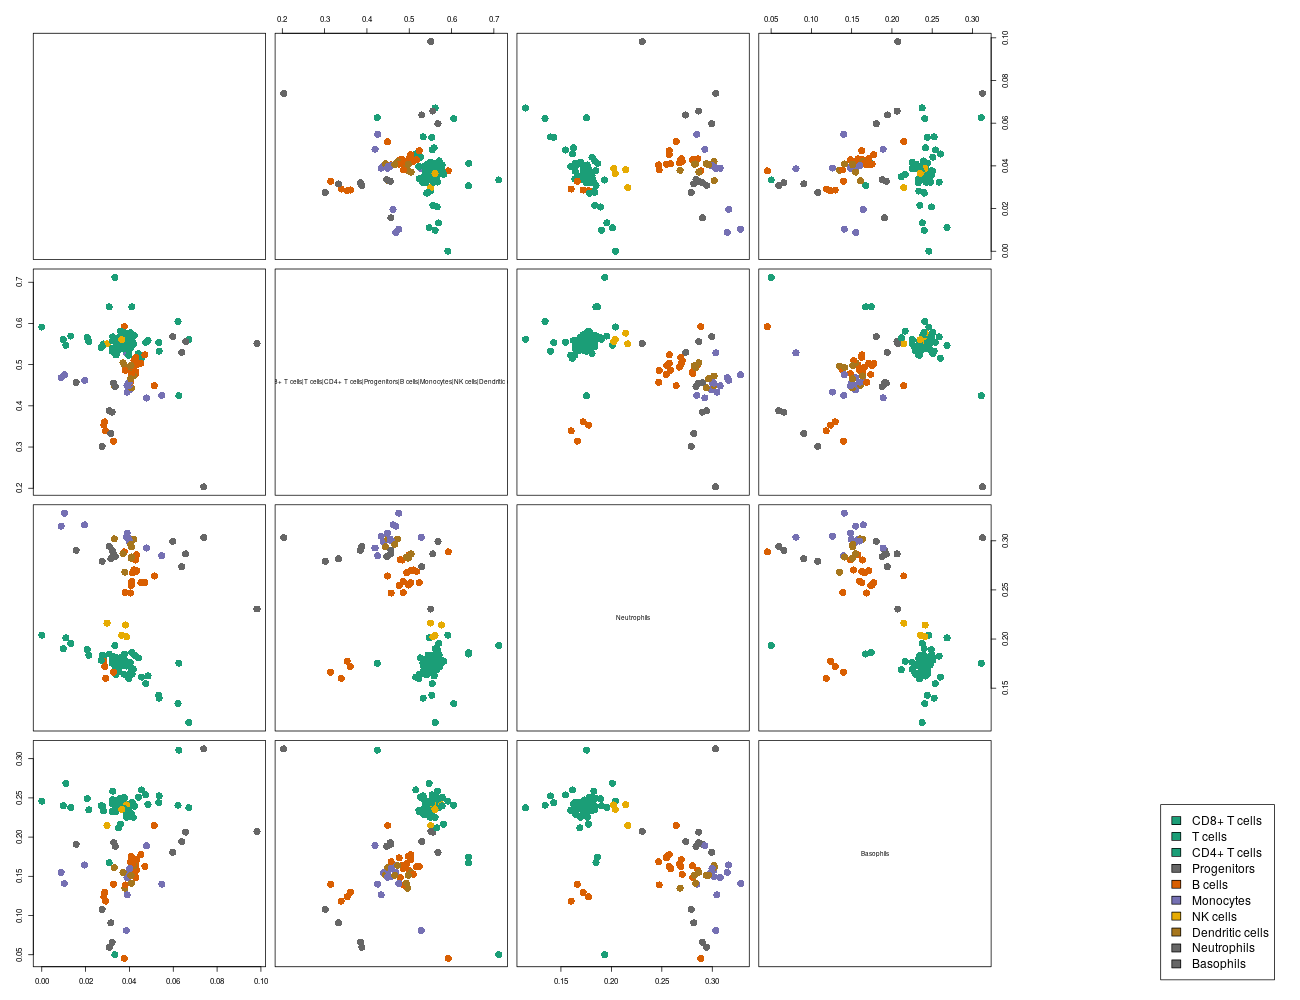 0.2 0.3 0.4 0.5 0.6 0.7
0.05 0.10 0.15 0.20 0.25 0.30
0.00 0.02 0.04 0.06 0.08 0.10
0.2 0.3 0.4 0.5 0.6 0.7
T cells|T cells|CD4+ T cells|Progenitors|B cells|Monocytes|NK cells|Dendritic
Neutrophils
0.15 0.20 0.25 0.30
Basophils
0.05 0.10 0.15 0.20 0.25 0.30
0.00 0.02 0.04 0.06 0.08 0.10
0.15 0.20 0.25 0.30
CD8+ T cells
T cells
CD4+ T cells
Progenitors
B cells
Monocytes
NK cells
Dendritic cells
Neutrophils
Basophils